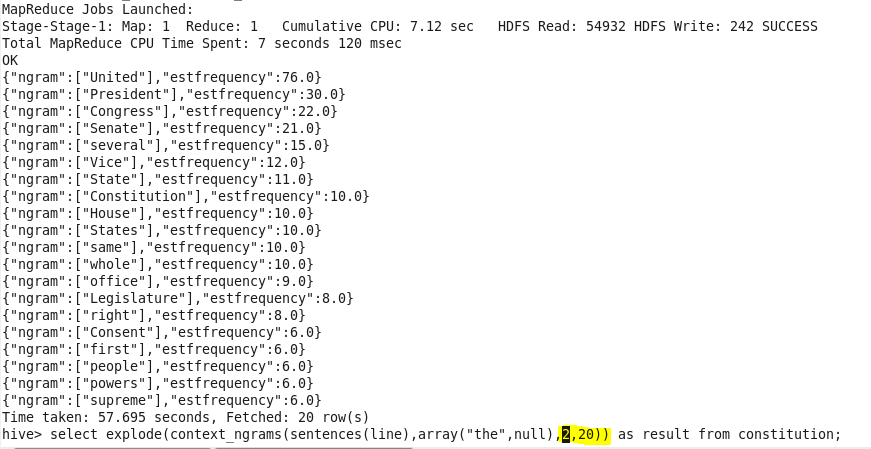 MapReduce Jobs Launched:
Stage-Stage-1: Map: 1  Reduce: 1   Cumulative CPU: 7.12 sec   HDFS Read: 54932 HDFS Write: 242 SUCCESS
Total MapReduce CPU Time Spent: 7 seconds 120 msec
OK
{"ngram":["United"],"estfrequency":76.0}
{"ngram":["President"],"estfrequency":30.0}
{"ngram":["Congress"],"estfrequency":22.0}
{"ngram":["Senate"],"estfrequency":21.0}
{"ngram":["several"],"estfrequency":15.0}
{"ngram":["Vice"],"estfrequency":12.0}
{"ngram":["State"],"estfrequency":11.0}
{"ngram":["Constitution"],"estfrequency":10.0}
{"ngram":["House"],"estfrequency":10.0}
{"ngram":["States"],"estfrequency":10.0}
{"ngram":["same"],"estfrequency":10.0}
{"ngram":["whole"],"estfrequency":10.0}
{"ngram":["office"],"estfrequency":9.0}
{"ngram":["Legislature"],"estfrequency":8.0}
{"ngram":["right"],"estfrequency":8.0}
{"ngram":["Consent"],"estfrequency":6.0}
{"ngram":["first"],"estfrequency":6.0}
{"ngram":["people"],"estfrequency":6.0}
{"ngram":["powers"],"estfrequency":6.0}
{"ngram":["supreme"],"estfrequency":6.0}
Time taken: 57.695 seconds, Fetched: 20 row(s)
hive> select explode(context_ngrams(sentences(line),array("the",null),2,20)) as result from constitution;